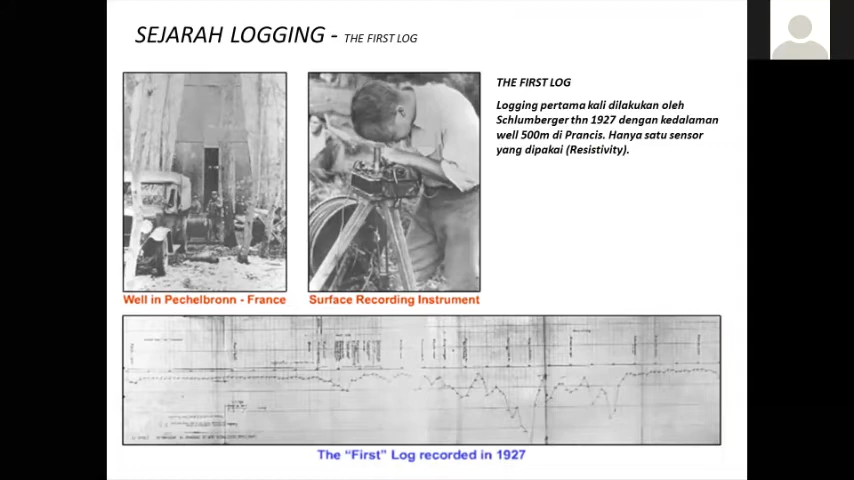 SEJARAH LOGGING - THE FIRST LOG
THE FIRST LOG
Logging pertama kali dilakukan oleh
Schlumberger thn 1927 dengan kedalaman
well 500m di Prancis. Hanya satu sensor
yang dipakai (Resistivity).
Well in Pechelbronn - France
Surface Recording Instrument
The “First” Log recorded in 1927